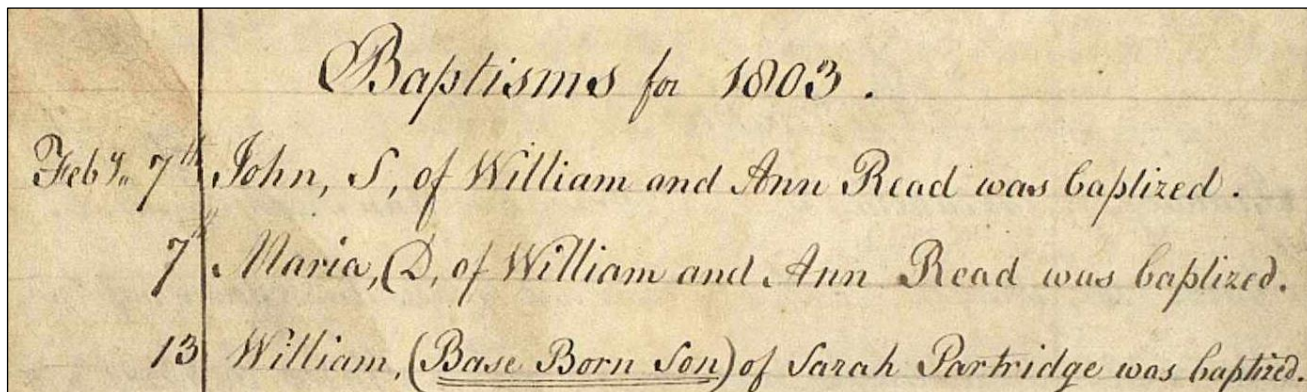 Baptisms for 1803.
Feb y. 7th John, S, of William and Ann Read was baptized.
7th Maria, D, of William and Ann Read was baptized.
13 William, (Base Born Son) of Sarah Partridge was baptized.